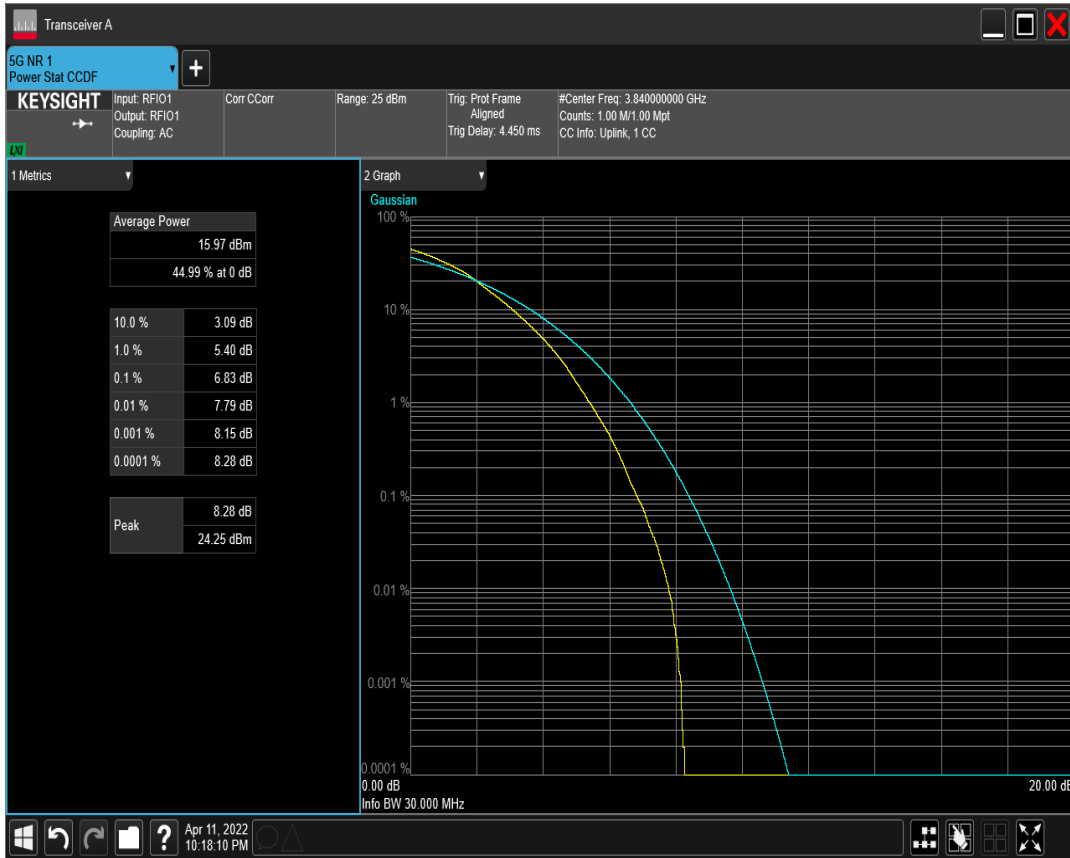 Transceiver A
5G NR 1
Power Stat CCDF
KEYSIGHT
LXI
Input: RFIO1
Output: RFIO1
Coupling: AC
Corr CCorr
Range: 25 dBm
Trig: Prot Frame
Aligned
Trig Delay: 4.450 ms
#Center Freq: 3.840000000 GHz
Counts: 1.00 M/1.00 Mpt
CC Info: Uplink, 1 CC
1 Metrics
Average Power
15.97 dBm
44.99 % at 0 dB
10.0 % 3.09 dB
1.0 % 5.40 dB
0.1 % 6.83 dB
0.01 % 7.79 dB
0.001 % 8.15 dB
0.0001 % 8.28 dB
Peak
8.28 dB
24.25 dBm
2 Graph
Gaussian
100 %
10 %
1 %
0.1 %
0.01 %
0.001 %
0.0001 %
0.00 dB 20.00 dB
Info BW 30.000 MHz
Apr 11, 2022
10:18:10 PM